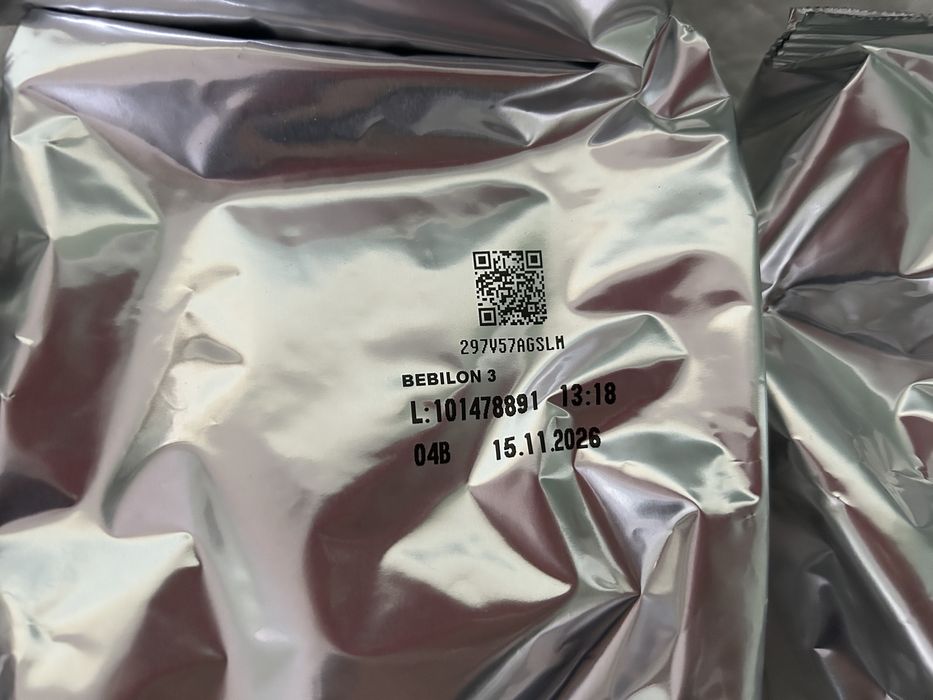 297V57AGSLM
BEBILON 3
L:101478891 13:18
04B 15.11.2026